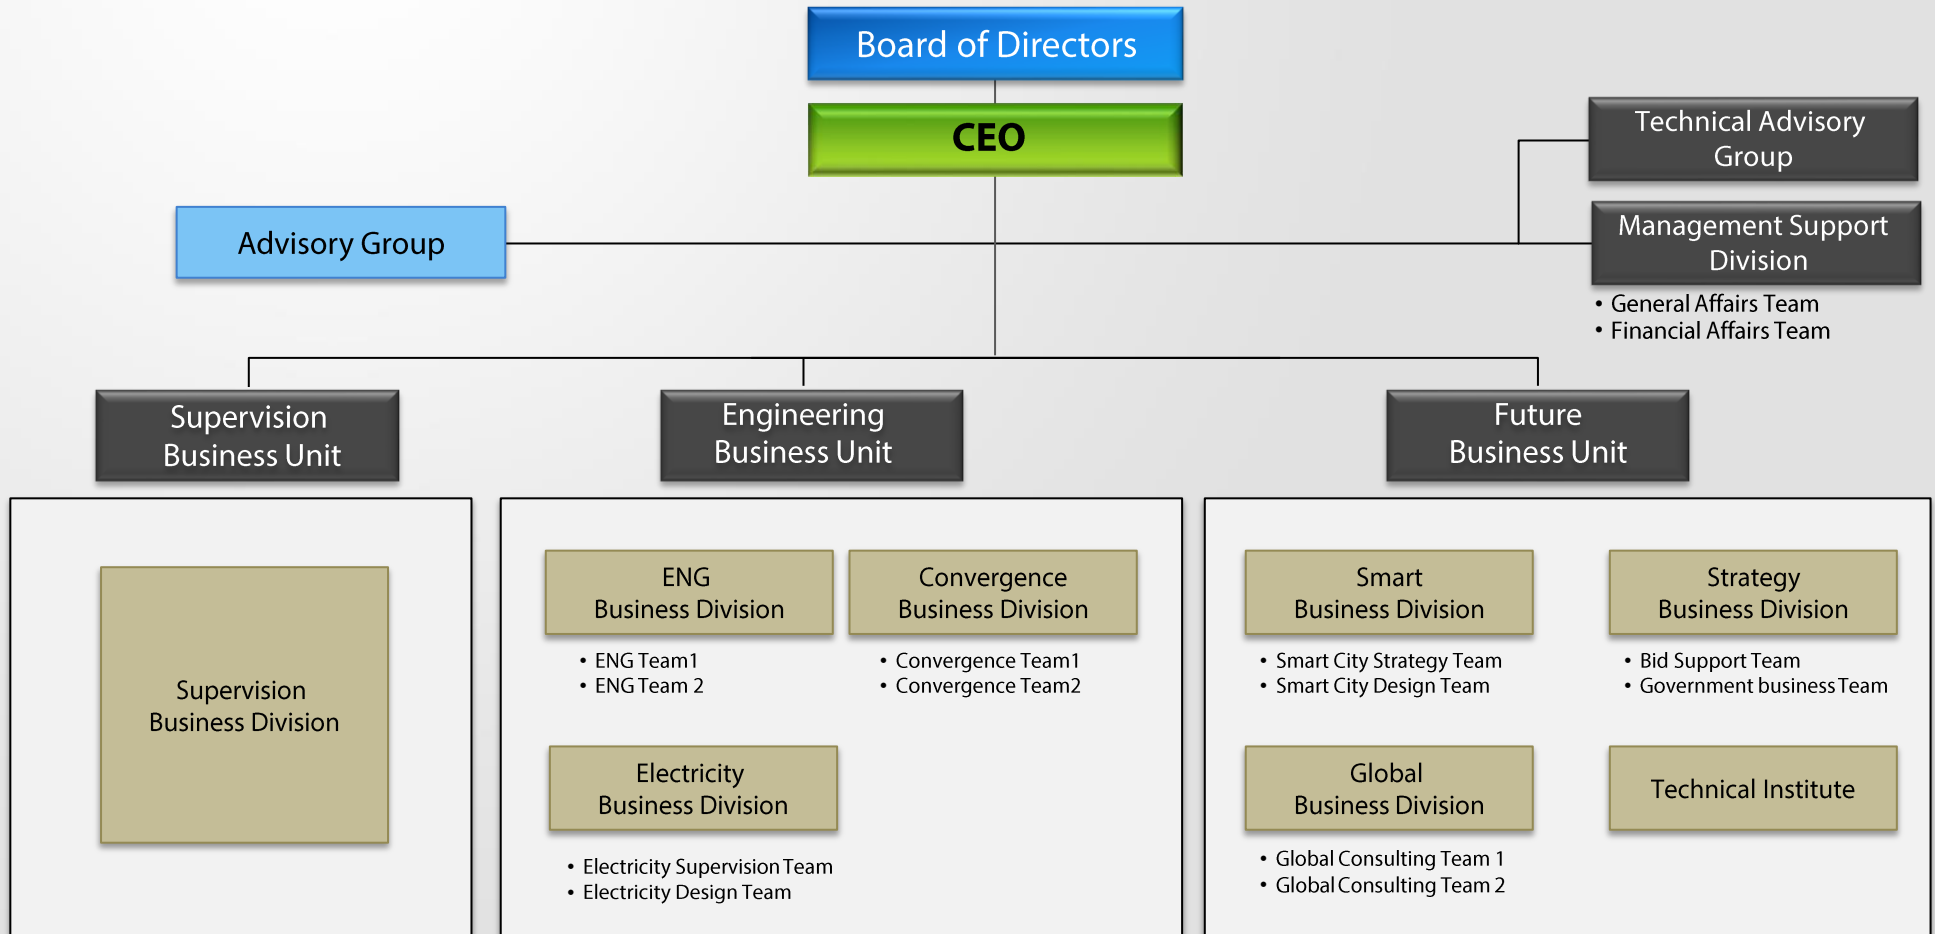 Board of Directors
CEO
Technical Advisory
Group
Advisory Group
Management Support
Division
• General Affairs Team
• Financial Affairs Team
Supervision
Business Unit
Engineering
Business Unit
Future
Business Unit
Supervision
Business Division
ENG
Business Division
• ENG Team1
• ENG Team 2
Convergence
Business Division
• Convergence Team1
• Convergence Team2
Electricity
Business Division
• Electricity Supervision Team
• Electricity Design Team
Smart
Business Division
• Smart City Strategy Team
• Smart City Design Team
Strategy
Business Division
• Bid Support Team
• Government business Team
Global
Business Division
• Global Consulting Team 1
• Global Consulting Team 2
Technical Institute